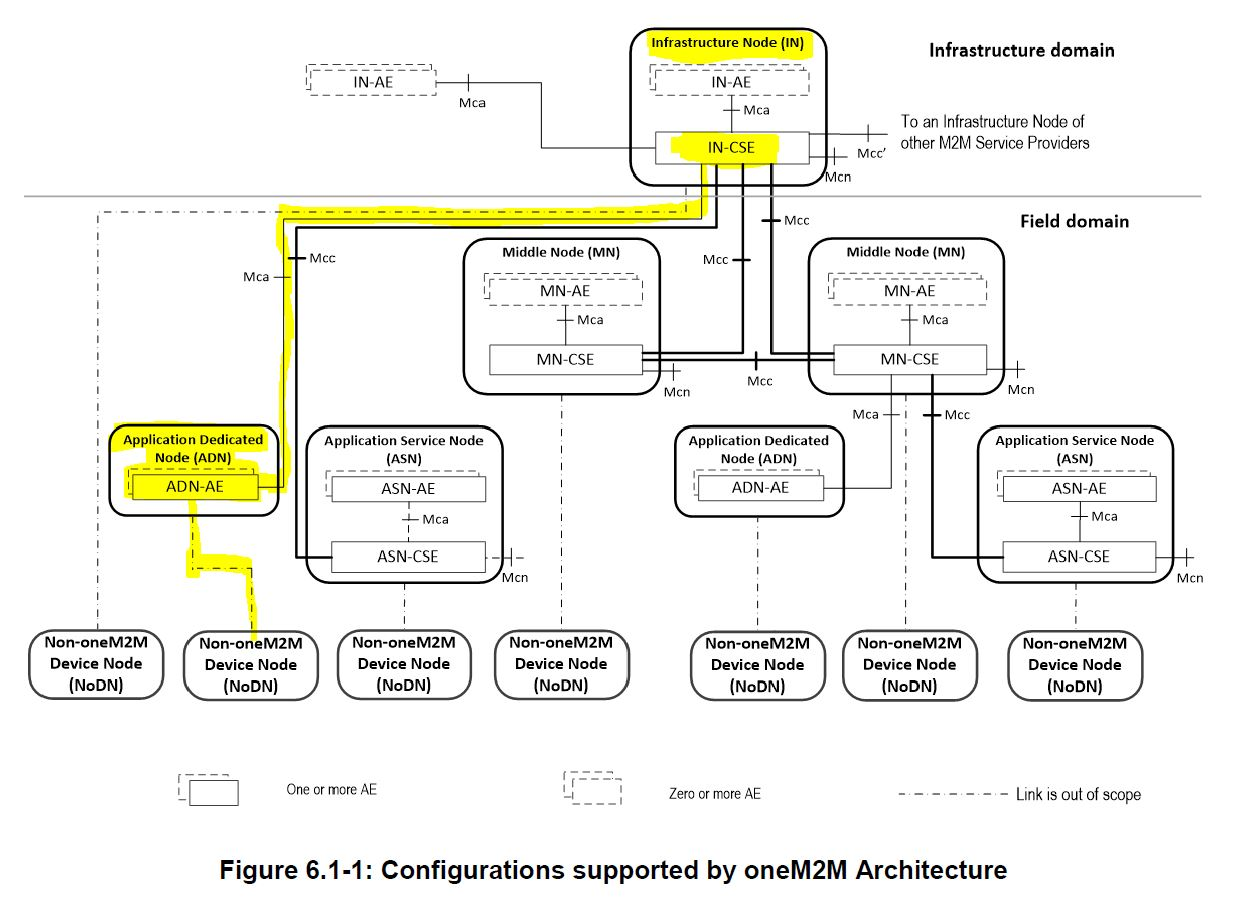 Infrastructure Node (IN)
Infrastructure domain
IN-AE
Mca
IN-AE
Mca
IN-CSE
Mcc'
Mcn
To an Infrastructure Node of
other M2M Service Providers
Field domain
Mcc
Mca
Mcc
Mcc
Middle Node (MN)
MN-AE
Mca
MN-CSE
Mcn
Mcc
Middle Node (MN)
MN-AE
Mca
MN-CSE
Mcn
Mca
Mcc
Application Dedicated
Node (ADN)
ADN-AE
Application Service Node
(ASN)
ASN-AE
Mca
ASN-CSE
Mcn
Application Dedicated
Node (ADN)
ADN-AE
Application Service Node
(ASN)
ASN-AE
Mca
ASN-CSE
Mcn
Non-oneM2M
Device Node
(NoDN)
Non-oneM2M
Device Node
(NoDN)
Non-oneM2M
Device Node
(NoDN)
Non-oneM2M
Device Node
(NoDN)
Non-oneM2M
Device Node
(NoDN)
Non-oneM2M
Device Node
(NoDN)
Non-oneM2M
Device Node
(NoDN)
One or more AE
Zero or more AE
Link is out of scope
Figure 6.1-1: Configurations supported by oneM2M Architecture